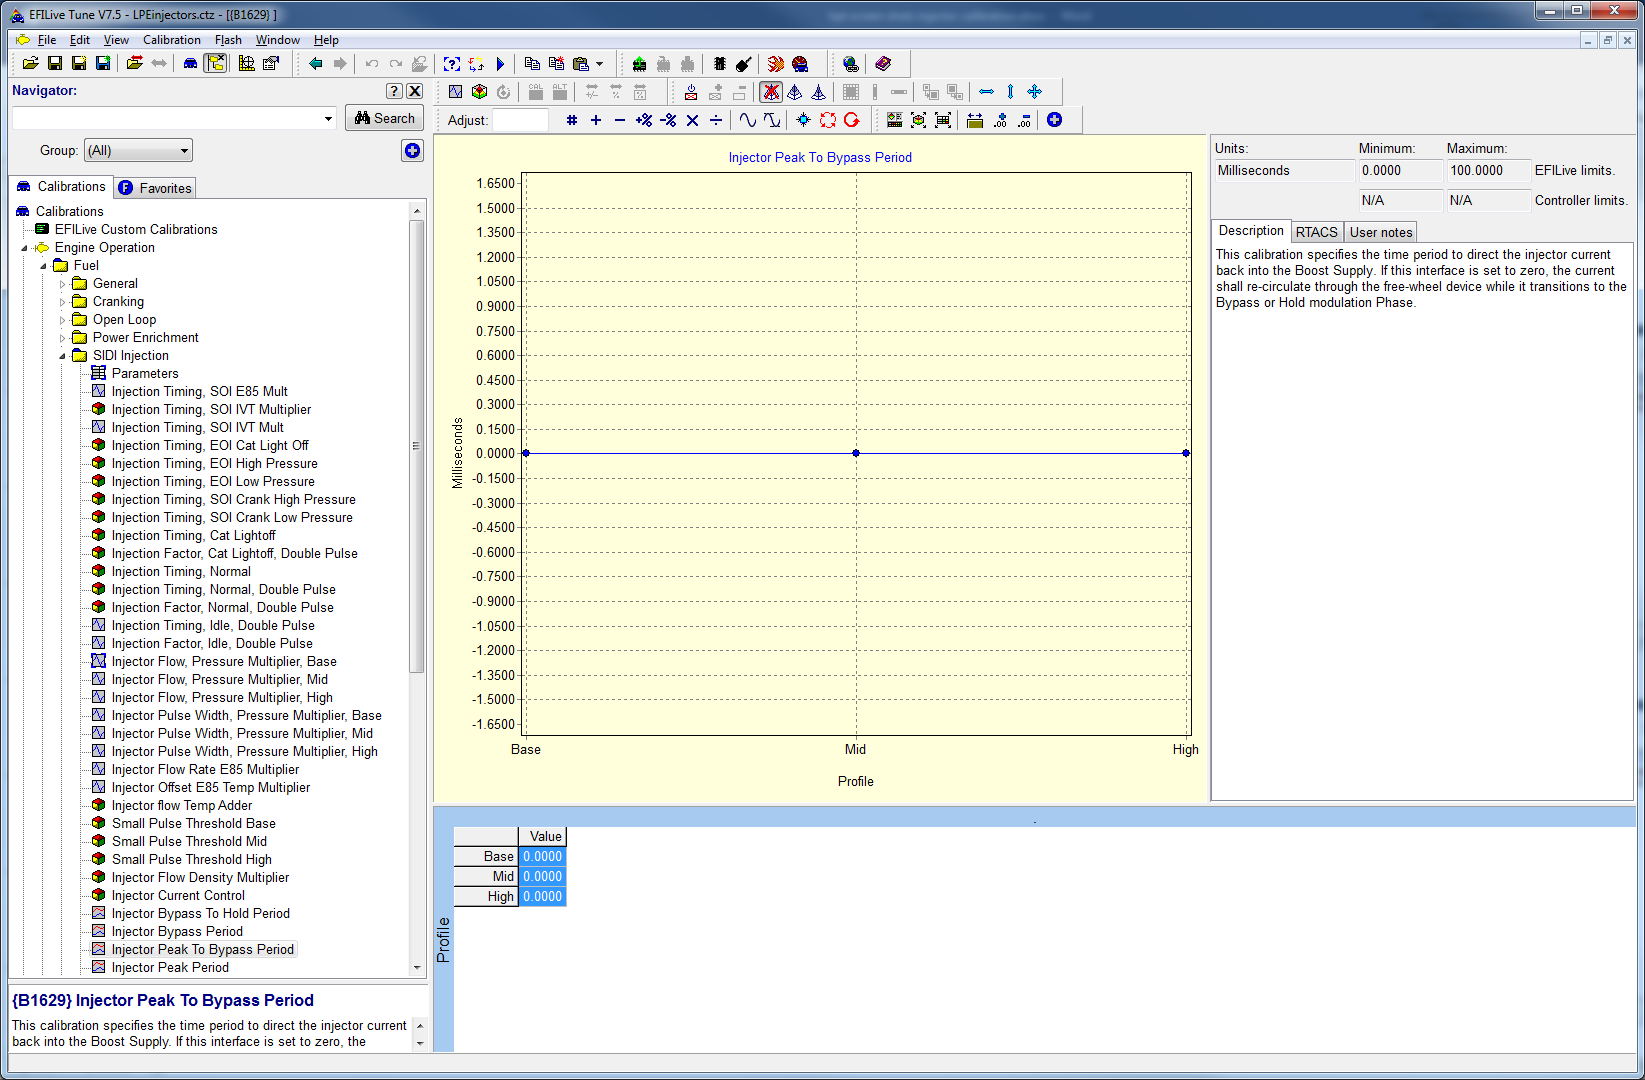 EFILive Tune V7.5 - LPEinjectors.ctz - [{B1629} ]
File Edit View Calibration Flash Window Help
Navigator:
Search
Group: (All)
Calibrations Favorites
Calibrations
EFILive Custom Calibrations
Engine Operation
Fuel
General
Cranking
Open Loop
Power Enrichment
SIDI Injection
Parameters
Injection Timing, SOI E85 Mult
Injection Timing, SOI IVT Multiplier
Injection Timing, SOI IVT Mult
Injection Timing, EOI Cat Light Off
Injection Timing, EOI High Pressure
Injection Timing, EOI Low Pressure
Injection Timing, SOI Crank High Pressure
Injection Timing, SOI Crank Low Pressure
Injection Timing, Cat Lightoff
Injection Factor, Cat Lightoff, Double Pulse
Injection Timing, Normal
Injection Timing, Normal, Double Pulse
Injection Factor, Normal, Double Pulse
Injection Timing, Idle, Double Pulse
Injection Factor, Idle, Double Pulse
Injector Flow, Pressure Multiplier, Base
Injector Flow, Pressure Multiplier, Mid
Injector Flow, Pressure Multiplier, High
Injector Pulse Width, Pressure Multiplier, Base
Injector Pulse Width, Pressure Multiplier, Mid
Injector Pulse Width, Pressure Multiplier, High
Injector Flow Rate E85 Multiplier
Injector Offset E85 Temp Multiplier
Injector flow Temp Adder
Small Pulse Threshold Base
Small Pulse Threshold Mid
Small Pulse Threshold High
Injector Flow Density Multiplier
Injector Current Control
Injector Bypass To Hold Period
Injector Bypass Period
Injector Peak To Bypass Period
Injector Peak Period
{B1629} Injector Peak To Bypass Period
This calibration specifies the time period to direct the injector current
back into the Boost Supply. If this interface is set to zero, the
CAL ALT
Adjust: # + − +% -% × ÷
.00 .00
Injector Peak To Bypass Period
1.6500
1.5000
1.3500
1.2000
1.0500
0.9000
0.7500
0.6000
0.4500
0.3000
0.1500
0.0000
-0.1500
-0.3000
-0.4500
-0.6000
-0.7500
-0.9000
-1.0500
-1.2000
-1.3500
-1.5000
-1.6500
Milliseconds
Base Mid High
Profile
Units: Minimum: Maximum:
Milliseconds 0.0000 100.0000 EFILive limits.
N/A N/A Controller limits.
Description RTACS User notes
This calibration specifies the time period to direct the injector current
back into the Boost Supply. If this interface is set to zero, the current
shall re-circulate through the free-wheel device while it transitions to the
Bypass or Hold modulation Phase.
.
Value
Base 0.0000
Mid 0.0000
High 0.0000
Profile